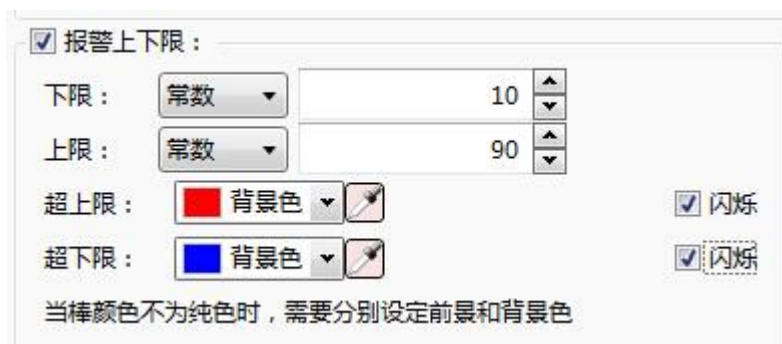 报警上下限：
下限： 常数 10
上限： 常数 90
超上限： 背景色 闪烁
超下限： 背景色 闪烁
当棒颜色不为纯色时，需要分别设定前景和背景色